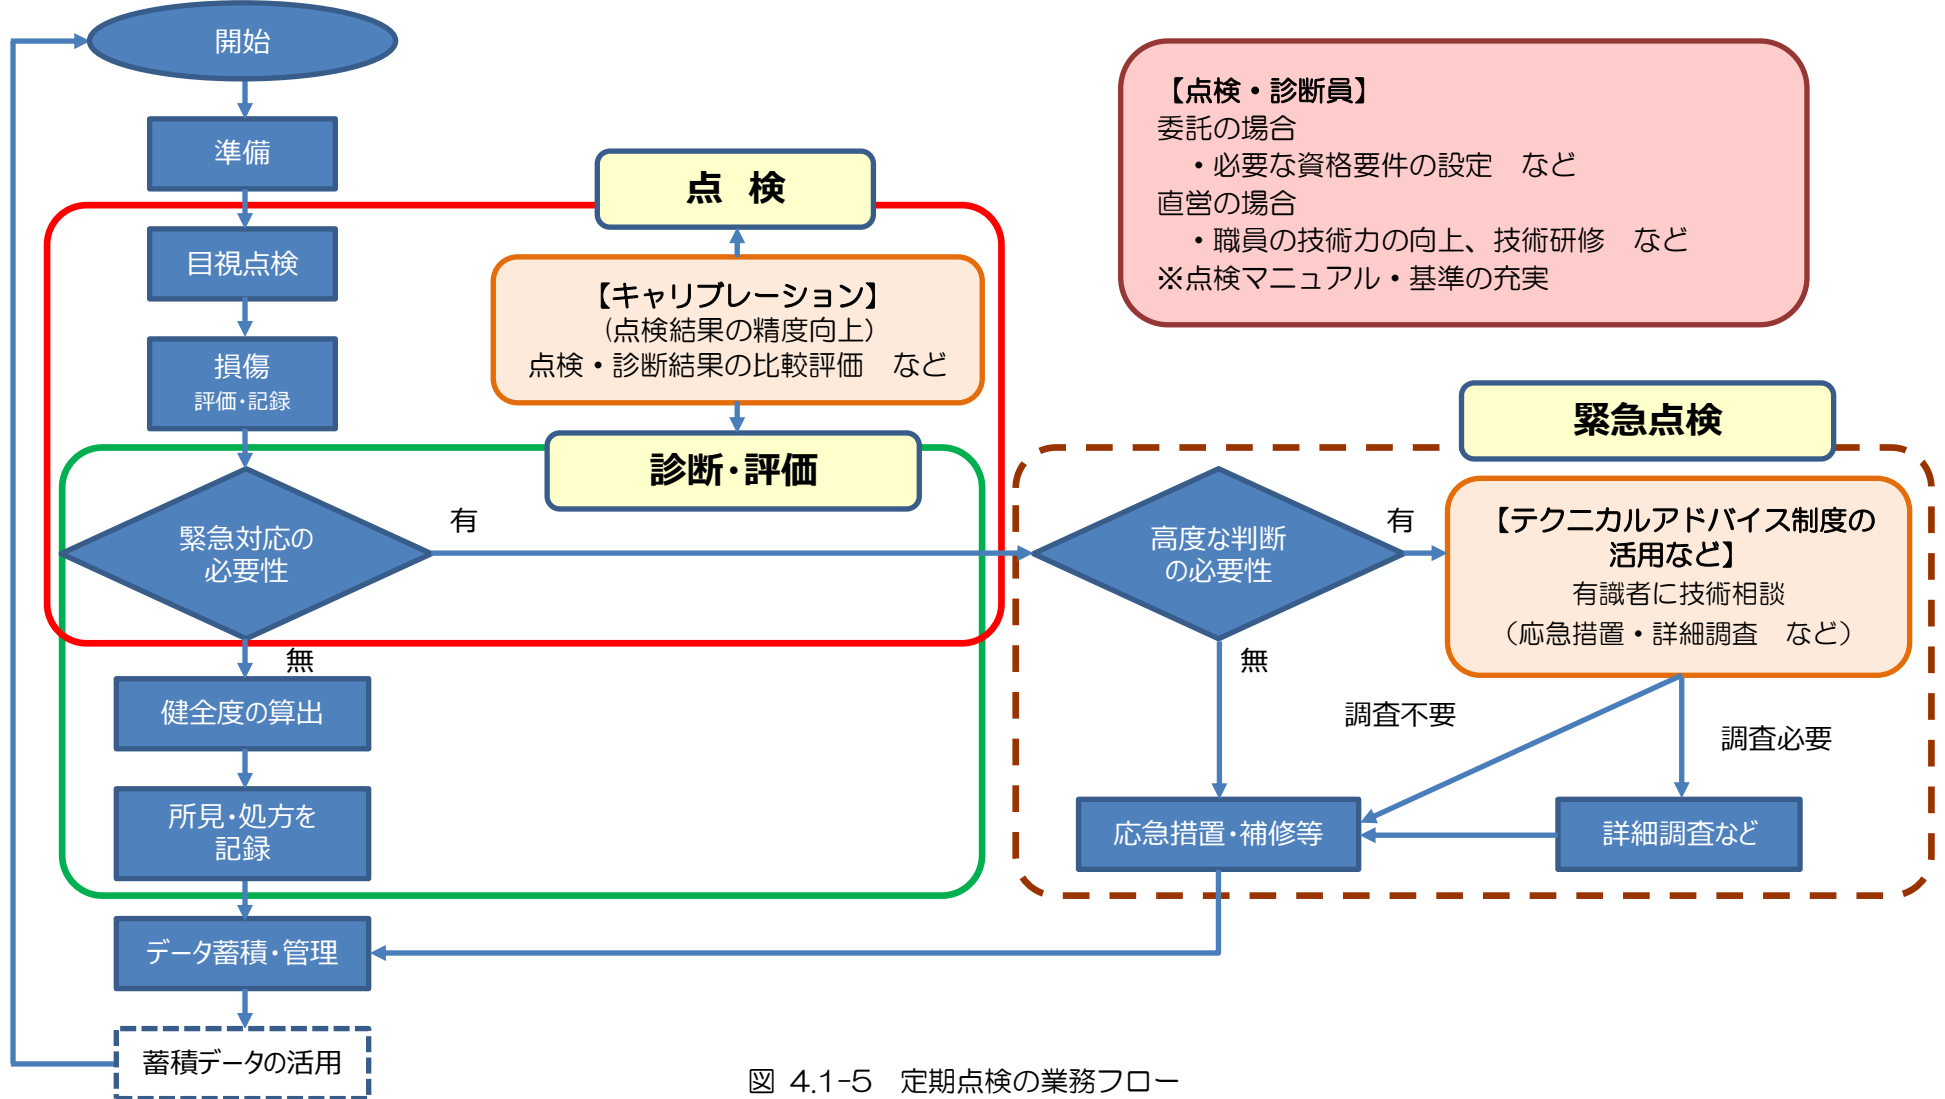 開始
準備
目視点検
損傷
評価・記録
緊急対応の
必要性
有
無
健全度の算出
所見・処方を
記録
データ蓄積・管理
蓄積データの活用
点 検
【キャリブレーション】
（点検結果の精度向上）
点検・診断結果の比較評価　など
診断・評価
【点検・診断員】
委託の場合
・必要な資格要件の設定　など
直営の場合
・職員の技術力の向上、技術研修　など
※点検マニュアル・基準の充実
緊急点検
高度な判断
の必要性
有
無
【テクニカルアドバイス制度の
活用など】
有識者に技術相談
（応急措置・詳細調査　など）
調査不要
調査必要
応急措置・補修等
詳細調査など
図 4.1-5　定期点検の業務フロー